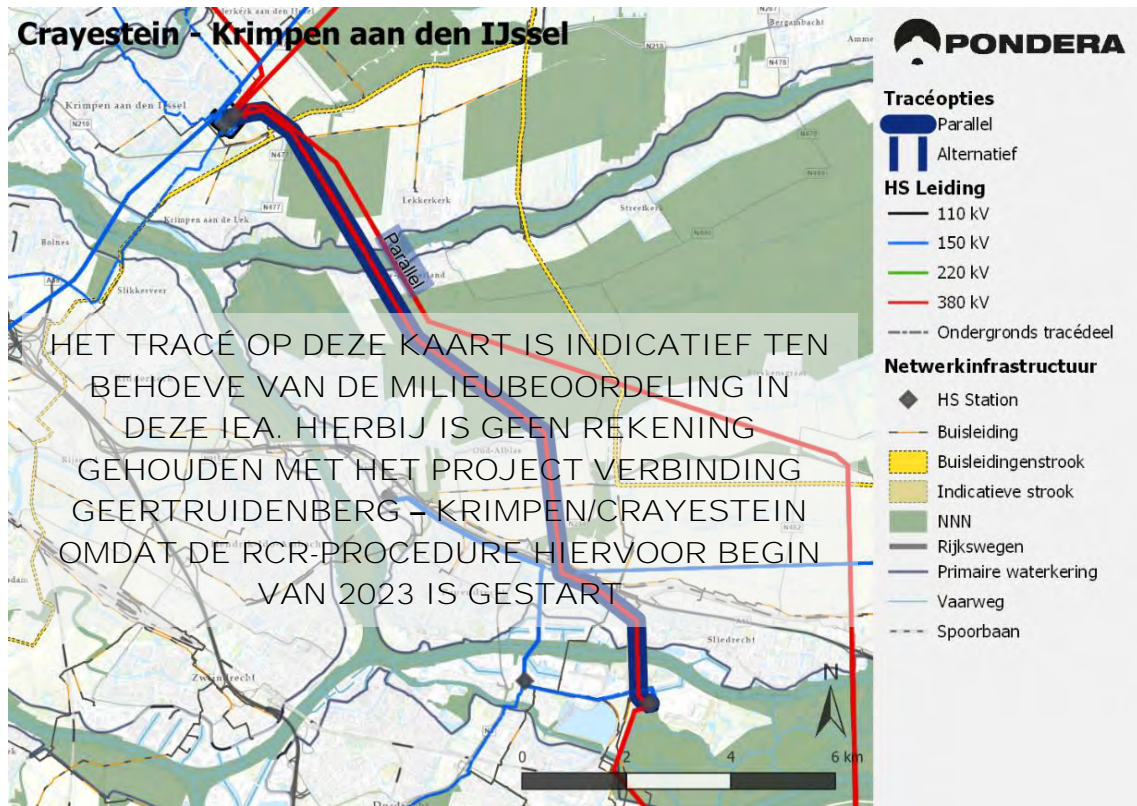 Crayestein - Krimpen aan den IJssel
PONDERA
Tracéopties
Parallel
Alternatief
HS Leiding
110 kV
150 kV
220 kV
380 kV
Ondergronds tracédeel
Netwerkinfrastructuur
HS Station
Buisleiding
Buisleidingenstrook
Indicatieve strook
NNN
Rijkswegen
Primaire waterkering
Vaarweg
Spoorbaan
Bergambacht
N210
N478
Krimpen aan den IJssel
N210
N477
Lekkerkerk
Streefkerk
Krimpen aan de Lek
Bolnes
Slikkerveer
Parallel
HET TRACÉ OP DEZE KAART IS INDICATIEF TEN
BEHOEVE VAN DE MILIEUBEOORDELING IN
DEZE IEA. HIERBIJ IS GEEN REKENING
GEHOUDEN MET HET PROJECT VERBINDING
GEERTRUIDENBERG – KRIMPEN/CRAYESTEIN
OMDAT DE RCR-PROCEDURE HIERVOOR BEGIN
VAN 2023 IS GESTART
Oud-Alblas
N482
Sliedrecht
Zwijndrecht
N
0 2 4 6 km